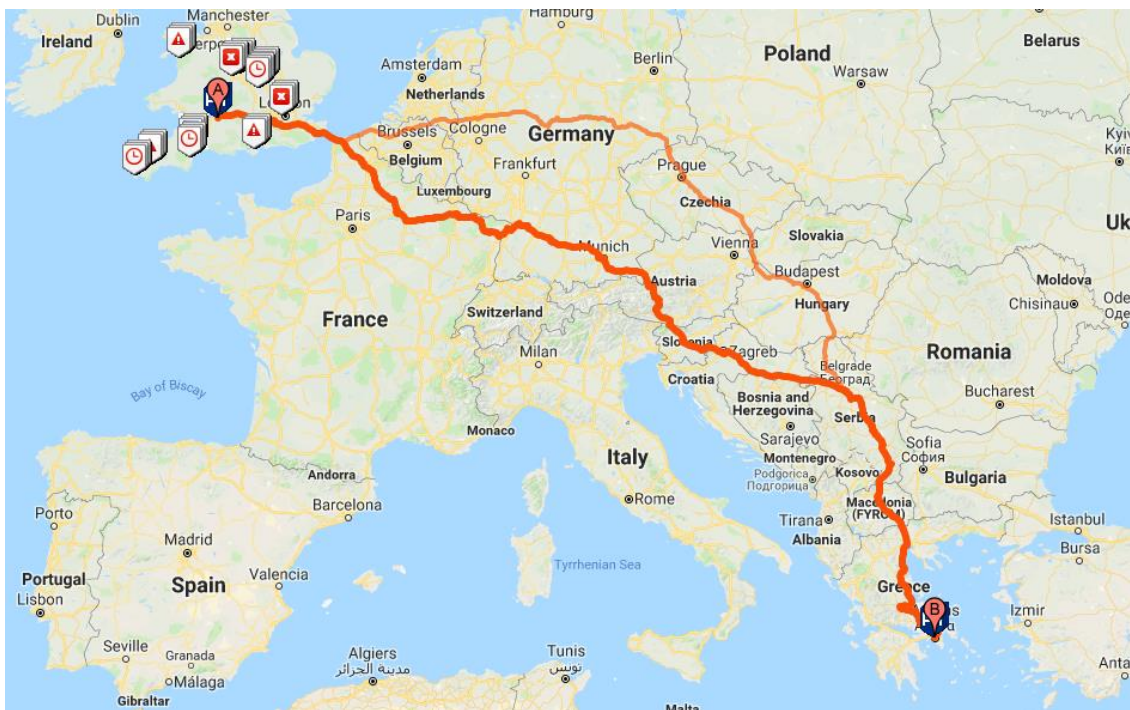 Dublin
Manchester
Ireland
Hamburg
Belarus
Poland
Berlin
Amsterdam
Warsaw
Netherlands
A
Brussels
Cologne
Germany
Belgium
Frankfurt
Prague
Luxembourg
Czechia
Paris
Slovakia
Vienna
Munich
Austria
Budapest
Moldova
Hungary
Chisinau
France
Switzerland
Slovenia
Zagreb
Milan
Romania
Croatia
Belgrade
Београд
Bay of Biscay
Bosnia and
Herzegovina
Bucharest
Serbia
Monaco
Sarajevo
Sofia
София
Italy
Montenegro
Andorra
Kosovo
Bulgaria
Podgorica
Подгорица
Barcelona
Rome
Macedonia
(FYROM)
Porto
Tirana
Istanbul
Madrid
Albania
Bursa
Tyrrhenian Sea
Portugal
Spain
Valencia
Greece
Lisbon
B
Izmir
Seville
Granada
Algiers
مدينة الجزائر
Tunis
تونس
Málaga
Gibraltar
Malta